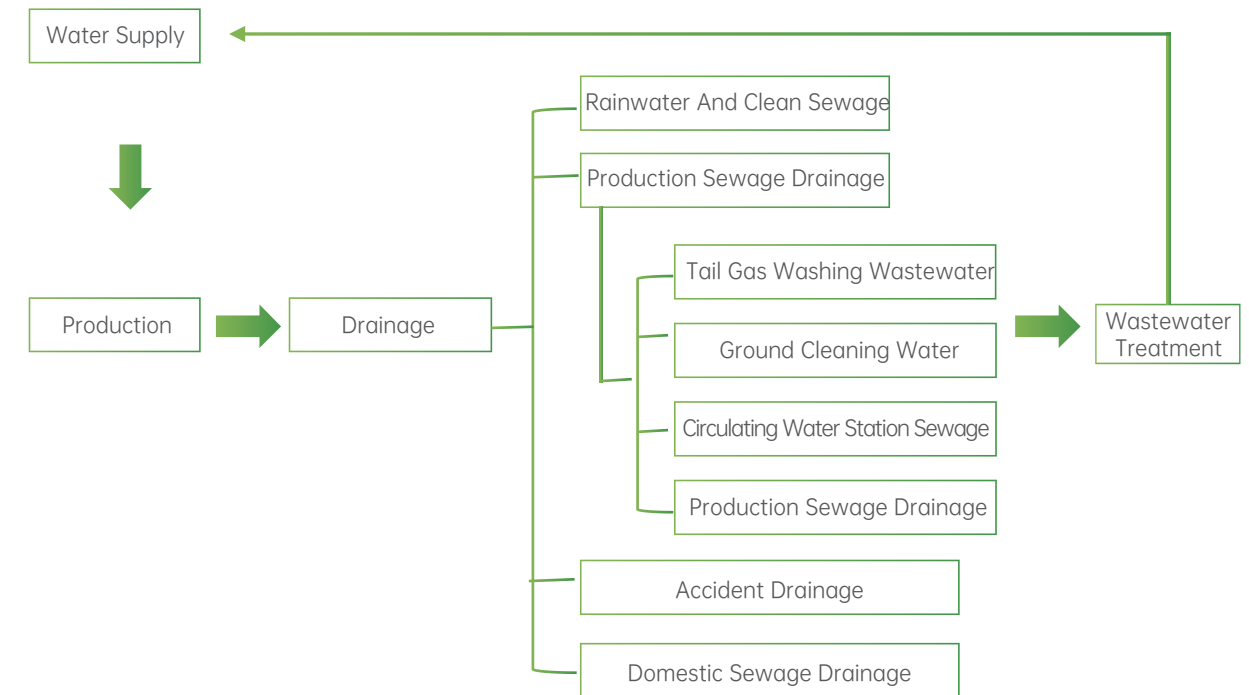 Water Supply
Rainwater And Clean Sewage
Production Sewage Drainage
Tail Gas Washing Wastewater
Production
Drainage
Wastewater
Treatment
Ground Cleaning Water
Circulating Water Station Sewage
Production Sewage Drainage
Accident Drainage
Domestic Sewage Drainage